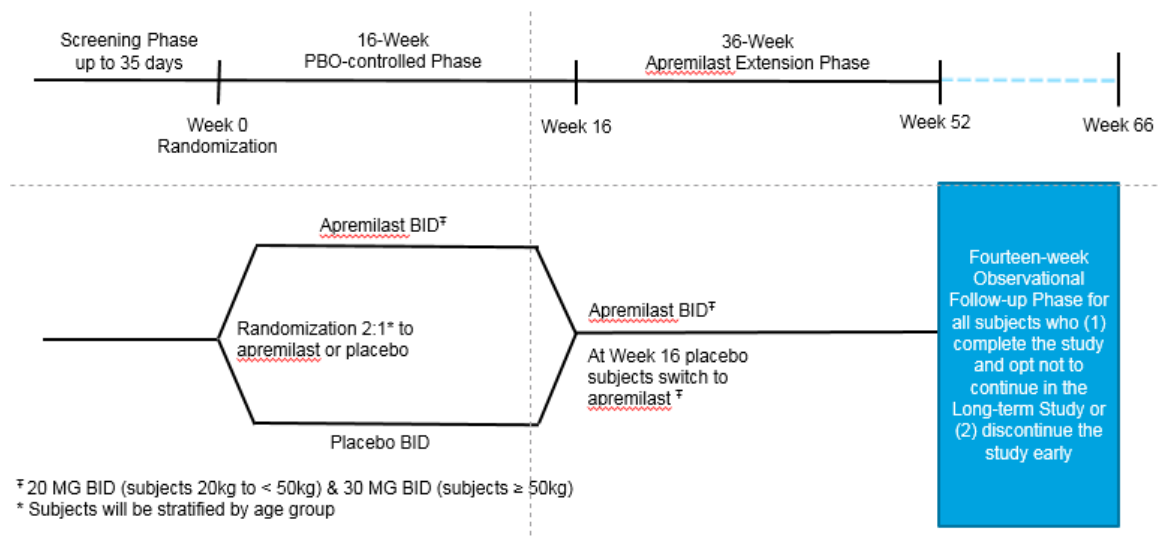 Screening Phase
up to 35 days
16-Week
PBO-controlled Phase
36-Week
Apremilast Extension Phase
Week 0
Randomization
Week 16
Week 52
Week 66
Apremilast BID Ŧ
Randomization 2:1* to
apremilast or placebo
Placebo BID
Apremilast BID Ŧ
At Week 16 placebo
subjects switch to
apremilast Ŧ
Fourteen-week
Observational
Follow-up Phase for
all subjects who (1)
complete the study
and opt not to
continue in the
Long-term Study or
(2) discontinue the
study early
Ŧ 20 MG BID (subjects 20kg to < 50kg) & 30 MG BID (subjects ≥ 50kg)
* Subjects will be stratified by age group